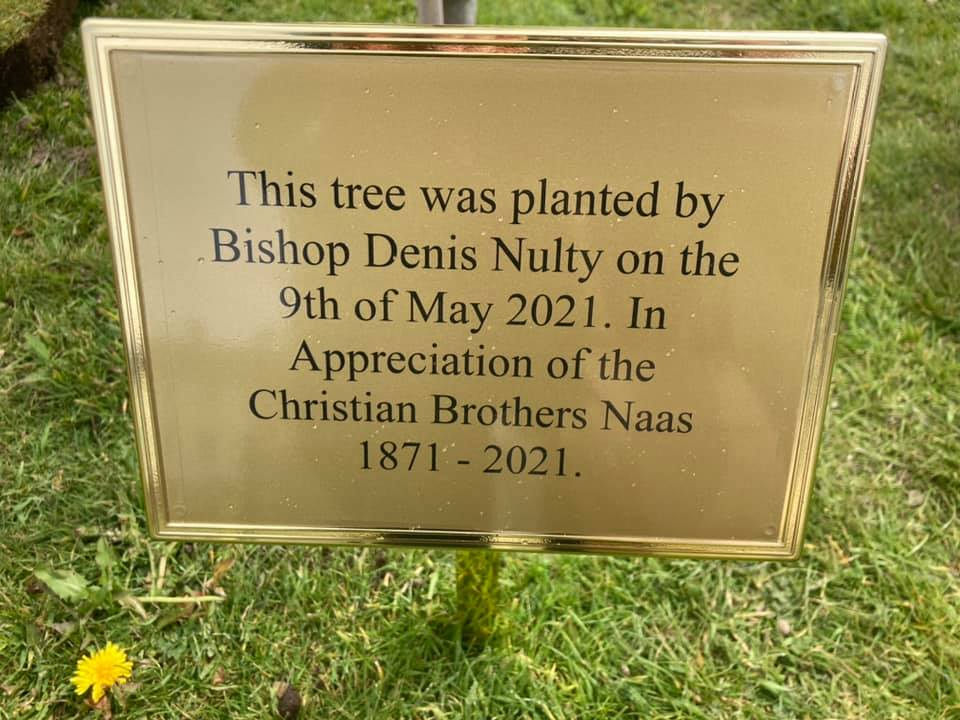 This tree was planted by
Bishop Denis Nulty on the
9th of May 2021. In
Appreciation of the
Christian Brothers Naas
1871 - 2021.